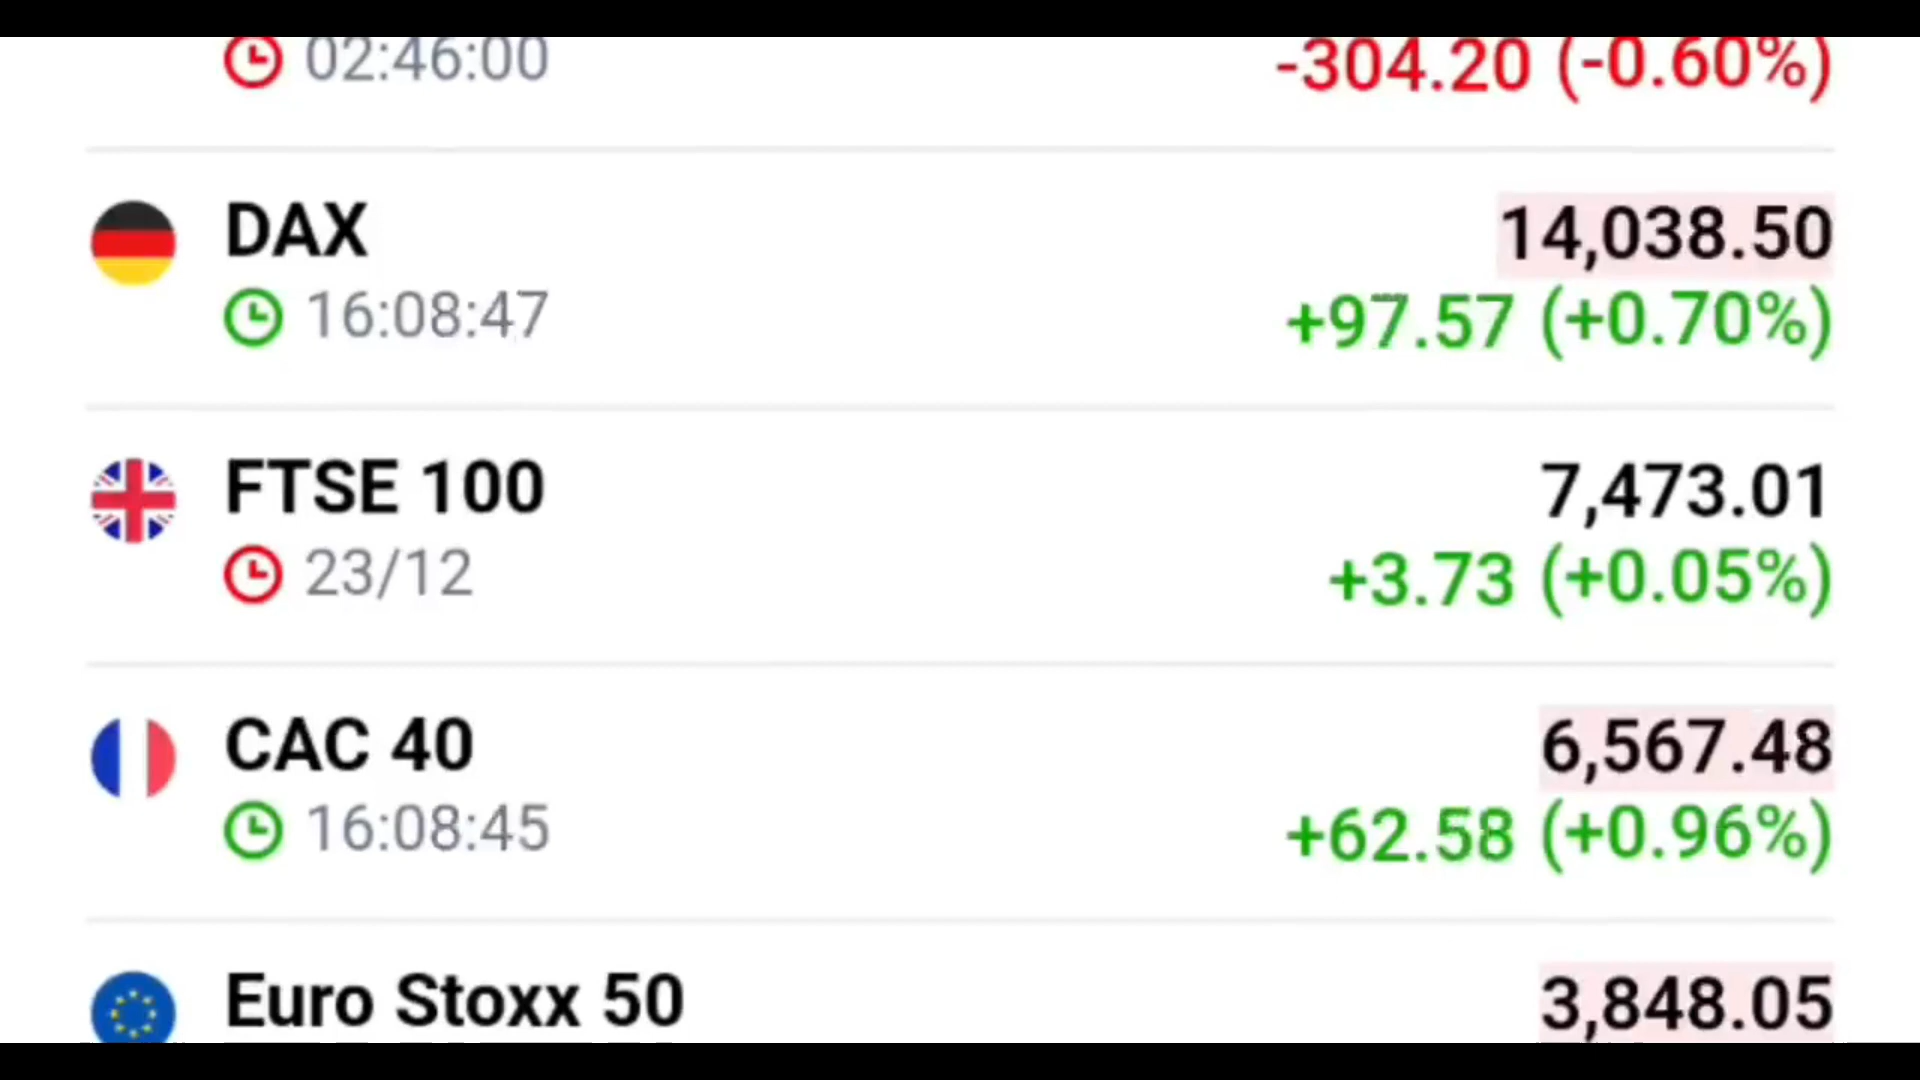 02:46:00 -304.20 (-0.60%)
DAX 14,038.50
16:08:47 +97.57 (+0.70%)
FTSE 100 7,473.01
23/12 +3.73 (+0.05%)
CAC 40 6,567.48
16:08:45 +62.58 (+0.96%)
Euro Stoxx 50 3,848.05